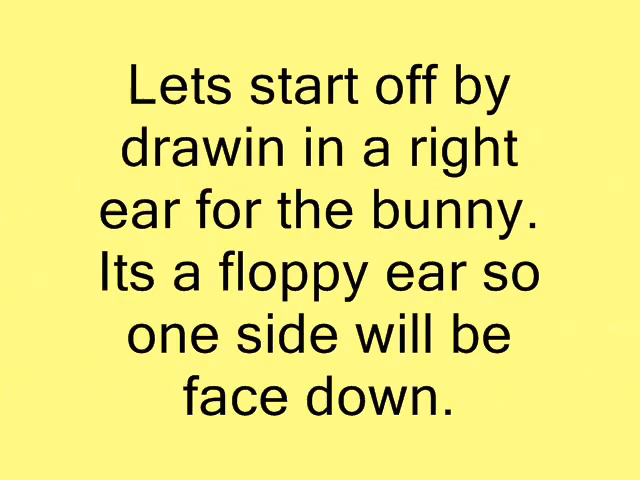 Lets start off by
drawin in a right
ear for the bunny.
Its a floppy ear so
one side will be
face down.